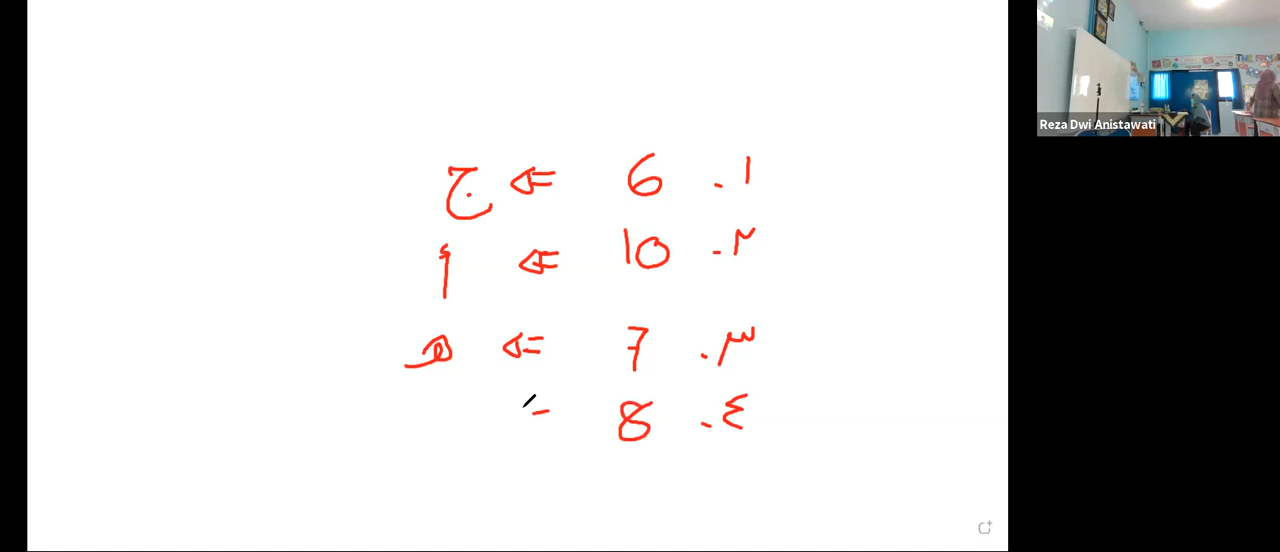 ١. 6 ⇐ ج
٢. 10 ⇐ أ
٣. 7 ⇐ هـ
٤. 8 -
Reza Dwi Anistawati